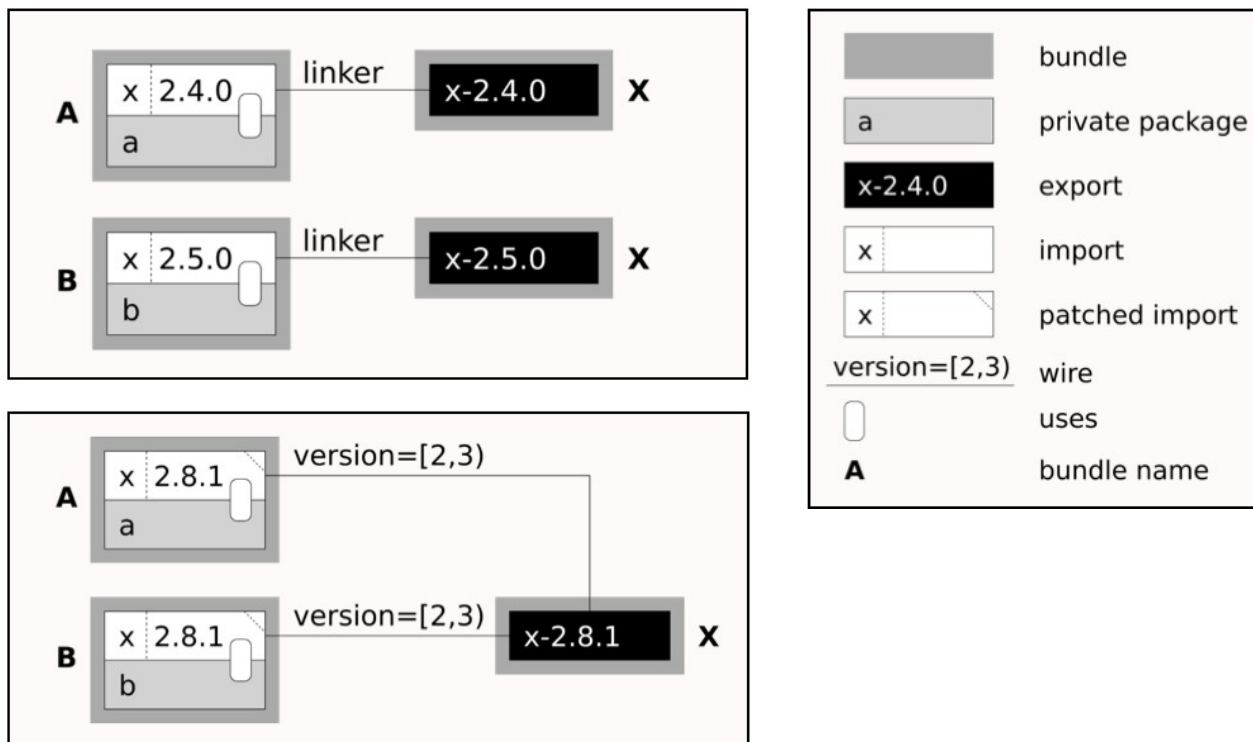 linker
x 2.4.0
x-2.4.0 X
A
a
linker
x 2.5.0
x-2.5.0 X
B
b
version=[2,3)
x 2.8.1
A
a
version=[2,3)
x 2.8.1
x-2.8.1 X
B
b
bundle
a private package
x-2.4.0 export
x import
x patched import
version=[2,3) wire
uses
A bundle name